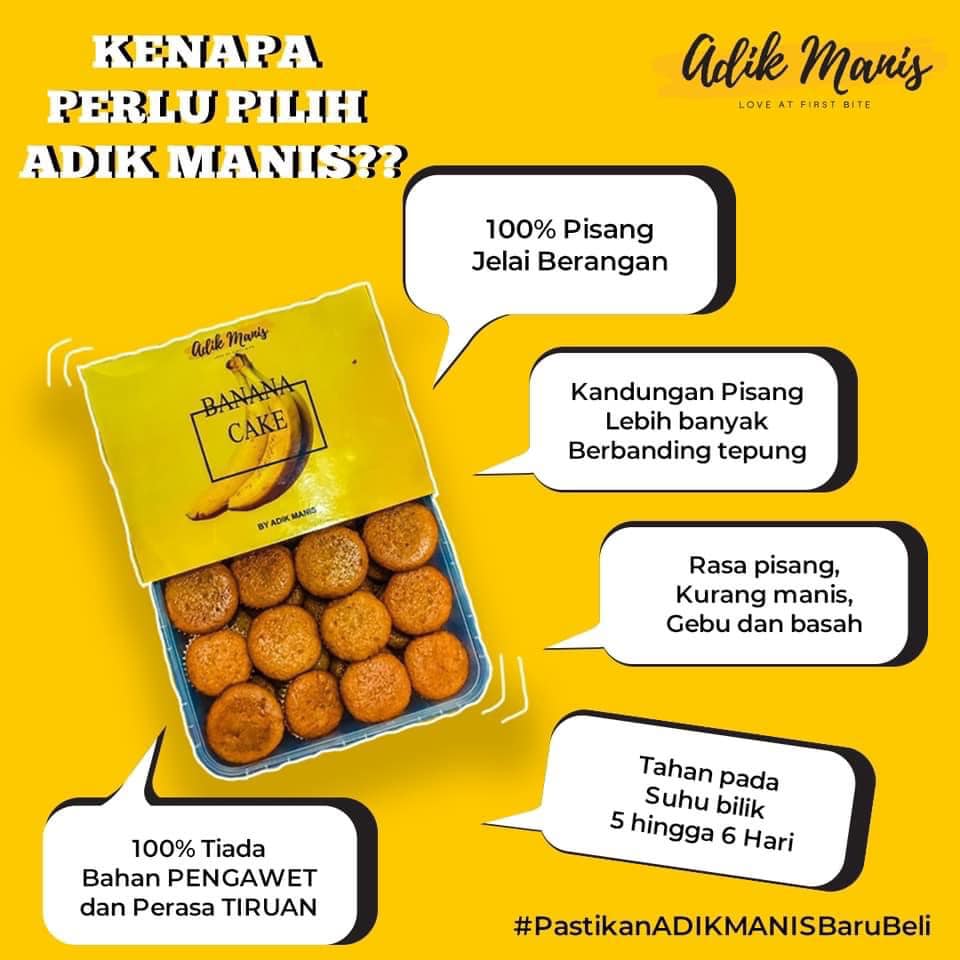 KENAPA
PERLU PILIH
ADIK MANIS??
Adik Manis
LOVE AT FIRST BITE
100% Pisang
Jelai Berangan
Kandungan Pisang
Lebih banyak
Berbanding tepung
Adik Manis
BANANA
CAKE
BY ADIK MANIS
Rasa pisang,
Kurang manis,
Gebu dan basah
Tahan pada
Suhu bilik
5 hingga 6 Hari
100% Tiada
Bahan PENGAWET
dan Perasa TIRUAN
#PastikanADIKMANISBaruBeli